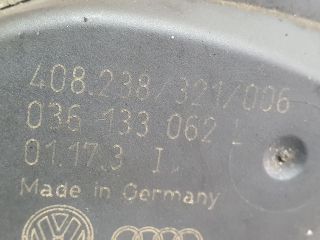 408.238/321/006
036 133 062 L
01.17.3 I
Made in Germany